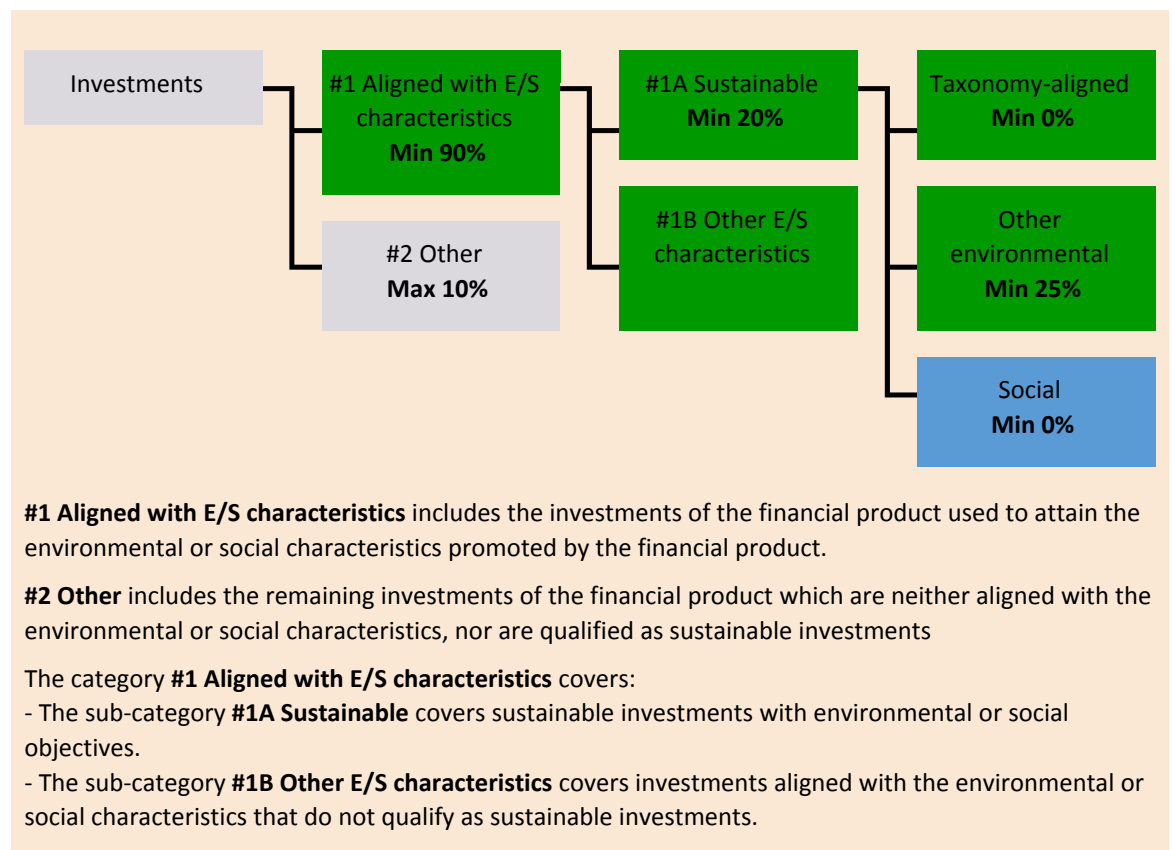 Investments
#1 Aligned with E/S
characteristics
Min 90%
#2 Other
Max 10%
#1A Sustainable
Min 20%
#1B Other E/S
characteristics
Taxonomy-aligned
Min 0%
Other
environmental
Min 25%
Social
Min 0%
#1 Aligned with E/S characteristics includes the investments of the financial product used to attain the
environmental or social characteristics promoted by the financial product.
#2 Other includes the remaining investments of the financial product which are neither aligned with the
environmental or social characteristics, nor are qualified as sustainable investments
The category #1 Aligned with E/S characteristics covers:
- The sub-category #1A Sustainable covers sustainable investments with environmental or social
objectives.
- The sub-category #1B Other E/S characteristics covers investments aligned with the environmental or
social characteristics that do not qualify as sustainable investments.